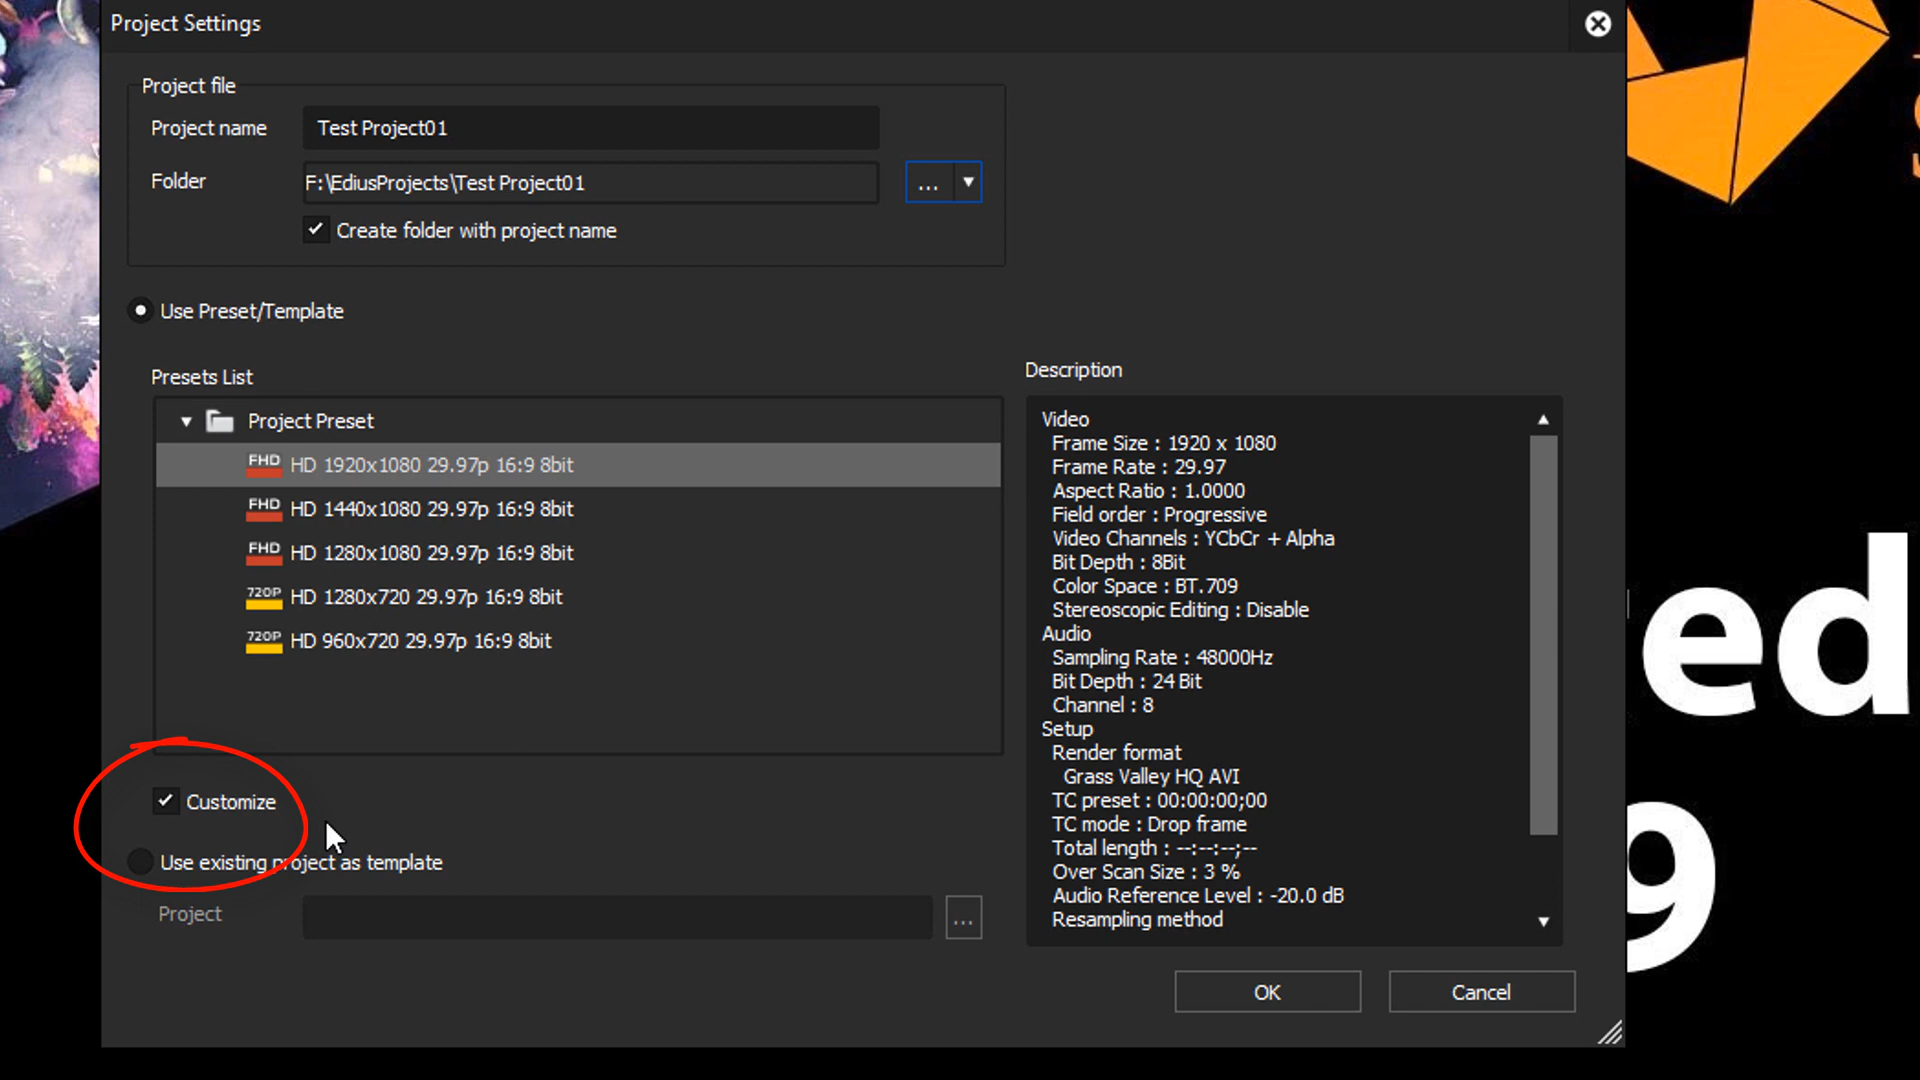 Project Settings
Project file
Project name
Test Project01
Folder
F:\EdiusProjects\Test Project01
...
Create folder with project name
Use Preset/Template
Presets List
Project Preset
FHD HD 1920x1080 29.97p 16:9 8bit
FHD HD 1440x1080 29.97p 16:9 8bit
FHD HD 1280x1080 29.97p 16:9 8bit
720P HD 1280x720 29.97p 16:9 8bit
720P HD 960x720 29.97p 16:9 8bit
Customize
Use existing project as template
Project
...
Description
Video
Frame Size : 1920 x 1080
Frame Rate : 29.97
Aspect Ratio : 1.0000
Field order : Progressive
Video Channels : YCbCr + Alpha
Bit Depth : 8Bit
Color Space : BT.709
Stereoscopic Editing : Disable
Audio
Sampling Rate : 48000Hz
Bit Depth : 24 Bit
Channel : 8
Setup
Render format
Grass Valley HQ AVI
TC preset : 00:00:00;00
TC mode : Drop frame
Total length : --:--:--;--
Over Scan Size : 3 %
Audio Reference Level : -20.0 dB
Resampling method
OK
Cancel
ed
9